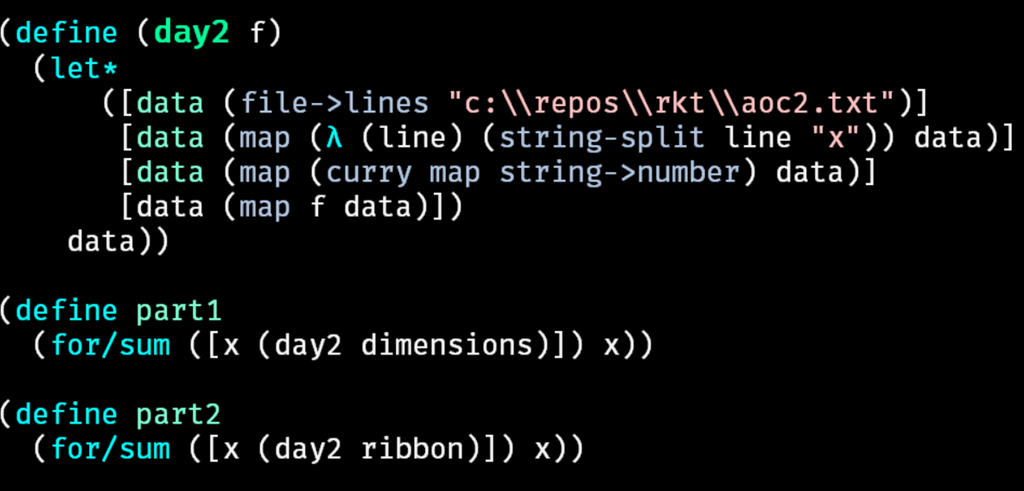 (define (day2 f)
  (let*
      ([data (file->lines "c:\\repos\\rkt\\aoc2.txt")]
       [data (map (λ (line) (string-split line "x")) data)]
       [data (map (curry map string->number) data)]
       [data (map f data)])
    data))

(define part1
  (for/sum ([x (day2 dimensions)]) x))

(define part2
  (for/sum ([x (day2 ribbon)]) x))